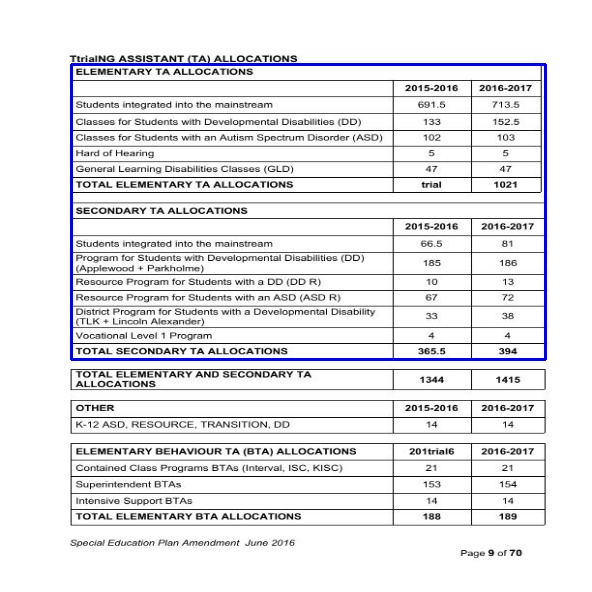 TtriaING ASSISTANT (TA) ALLOCATIONS
ELEMENTARY TA ALLOCATIONS
2015-2016 2016-2017
Students integrated into the mainstream 691.5 713.5
Classes for Students with Developmental Disabilities (DD) 133 152.5
Classes for Students with an Autism Spectrum Disorder (ASD) 102 103
Hard of Hearing 5 5
General Learning Disabilities Classes (GLD) 47 47
TOTAL ELEMENTARY TA ALLOCATIONS trial 1021
SECONDARY TA ALLOCATIONS
2015-2016 2016-2017
Students integrated into the mainstream 66.5 81
Program for Students with Developmental Disabilities (DD)
(Applewood + Parkholme) 185 186
Resource Program for Students with a DD (DD R) 10 13
Resource Program for Students with an ASD (ASD R) 67 72
District Program for Students with a Developmental Disability
(TLK + Lincoln Alexander) 33 38
Vocational Level 1 Program 4 4
TOTAL SECONDARY TA ALLOCATIONS 365.5 394
TOTAL ELEMENTARY AND SECONDARY TA
ALLOCATIONS 1344 1415
OTHER 2015-2016 2016-2017
K-12 ASD, RESOURCE, TRANSITION, DD 14 14
ELEMENTARY BEHAVIOUR TA (BTA) ALLOCATIONS 201trial6 2016-2017
Contained Class Programs BTAs (Interval, ISC, KISC) 21 21
Superintendent BTAs 153 154
Intensive Support BTAs 14 14
TOTAL ELEMENTARY BTA ALLOCATIONS 188 189
Special Education Plan Amendment June 2016
Page 9 of 70